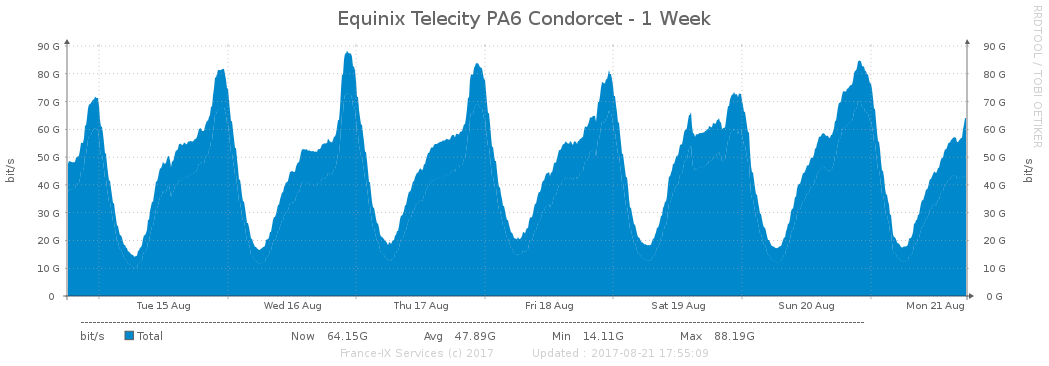 Equinix Telecity PA6 Condorcet - 1 Week
RRDTOOL / TOBI OETIKER
bit/s
90 G
80 G
70 G
60 G
50 G
40 G
30 G
20 G
10 G
0
90 G
80 G
70 G
60 G
50 G
40 G
30 G
20 G
10 G
0 G
bit/s
Tue 15 Aug Wed 16 Aug Thu 17 Aug Fri 18 Aug Sat 19 Aug Sun 20 Aug Mon 21 Aug
bit/s Total Now 64.15G Avg 47.89G Min 14.11G Max 88.19G
France-IX Services (c) 2017 Updated : 2017-08-21 17:55:09